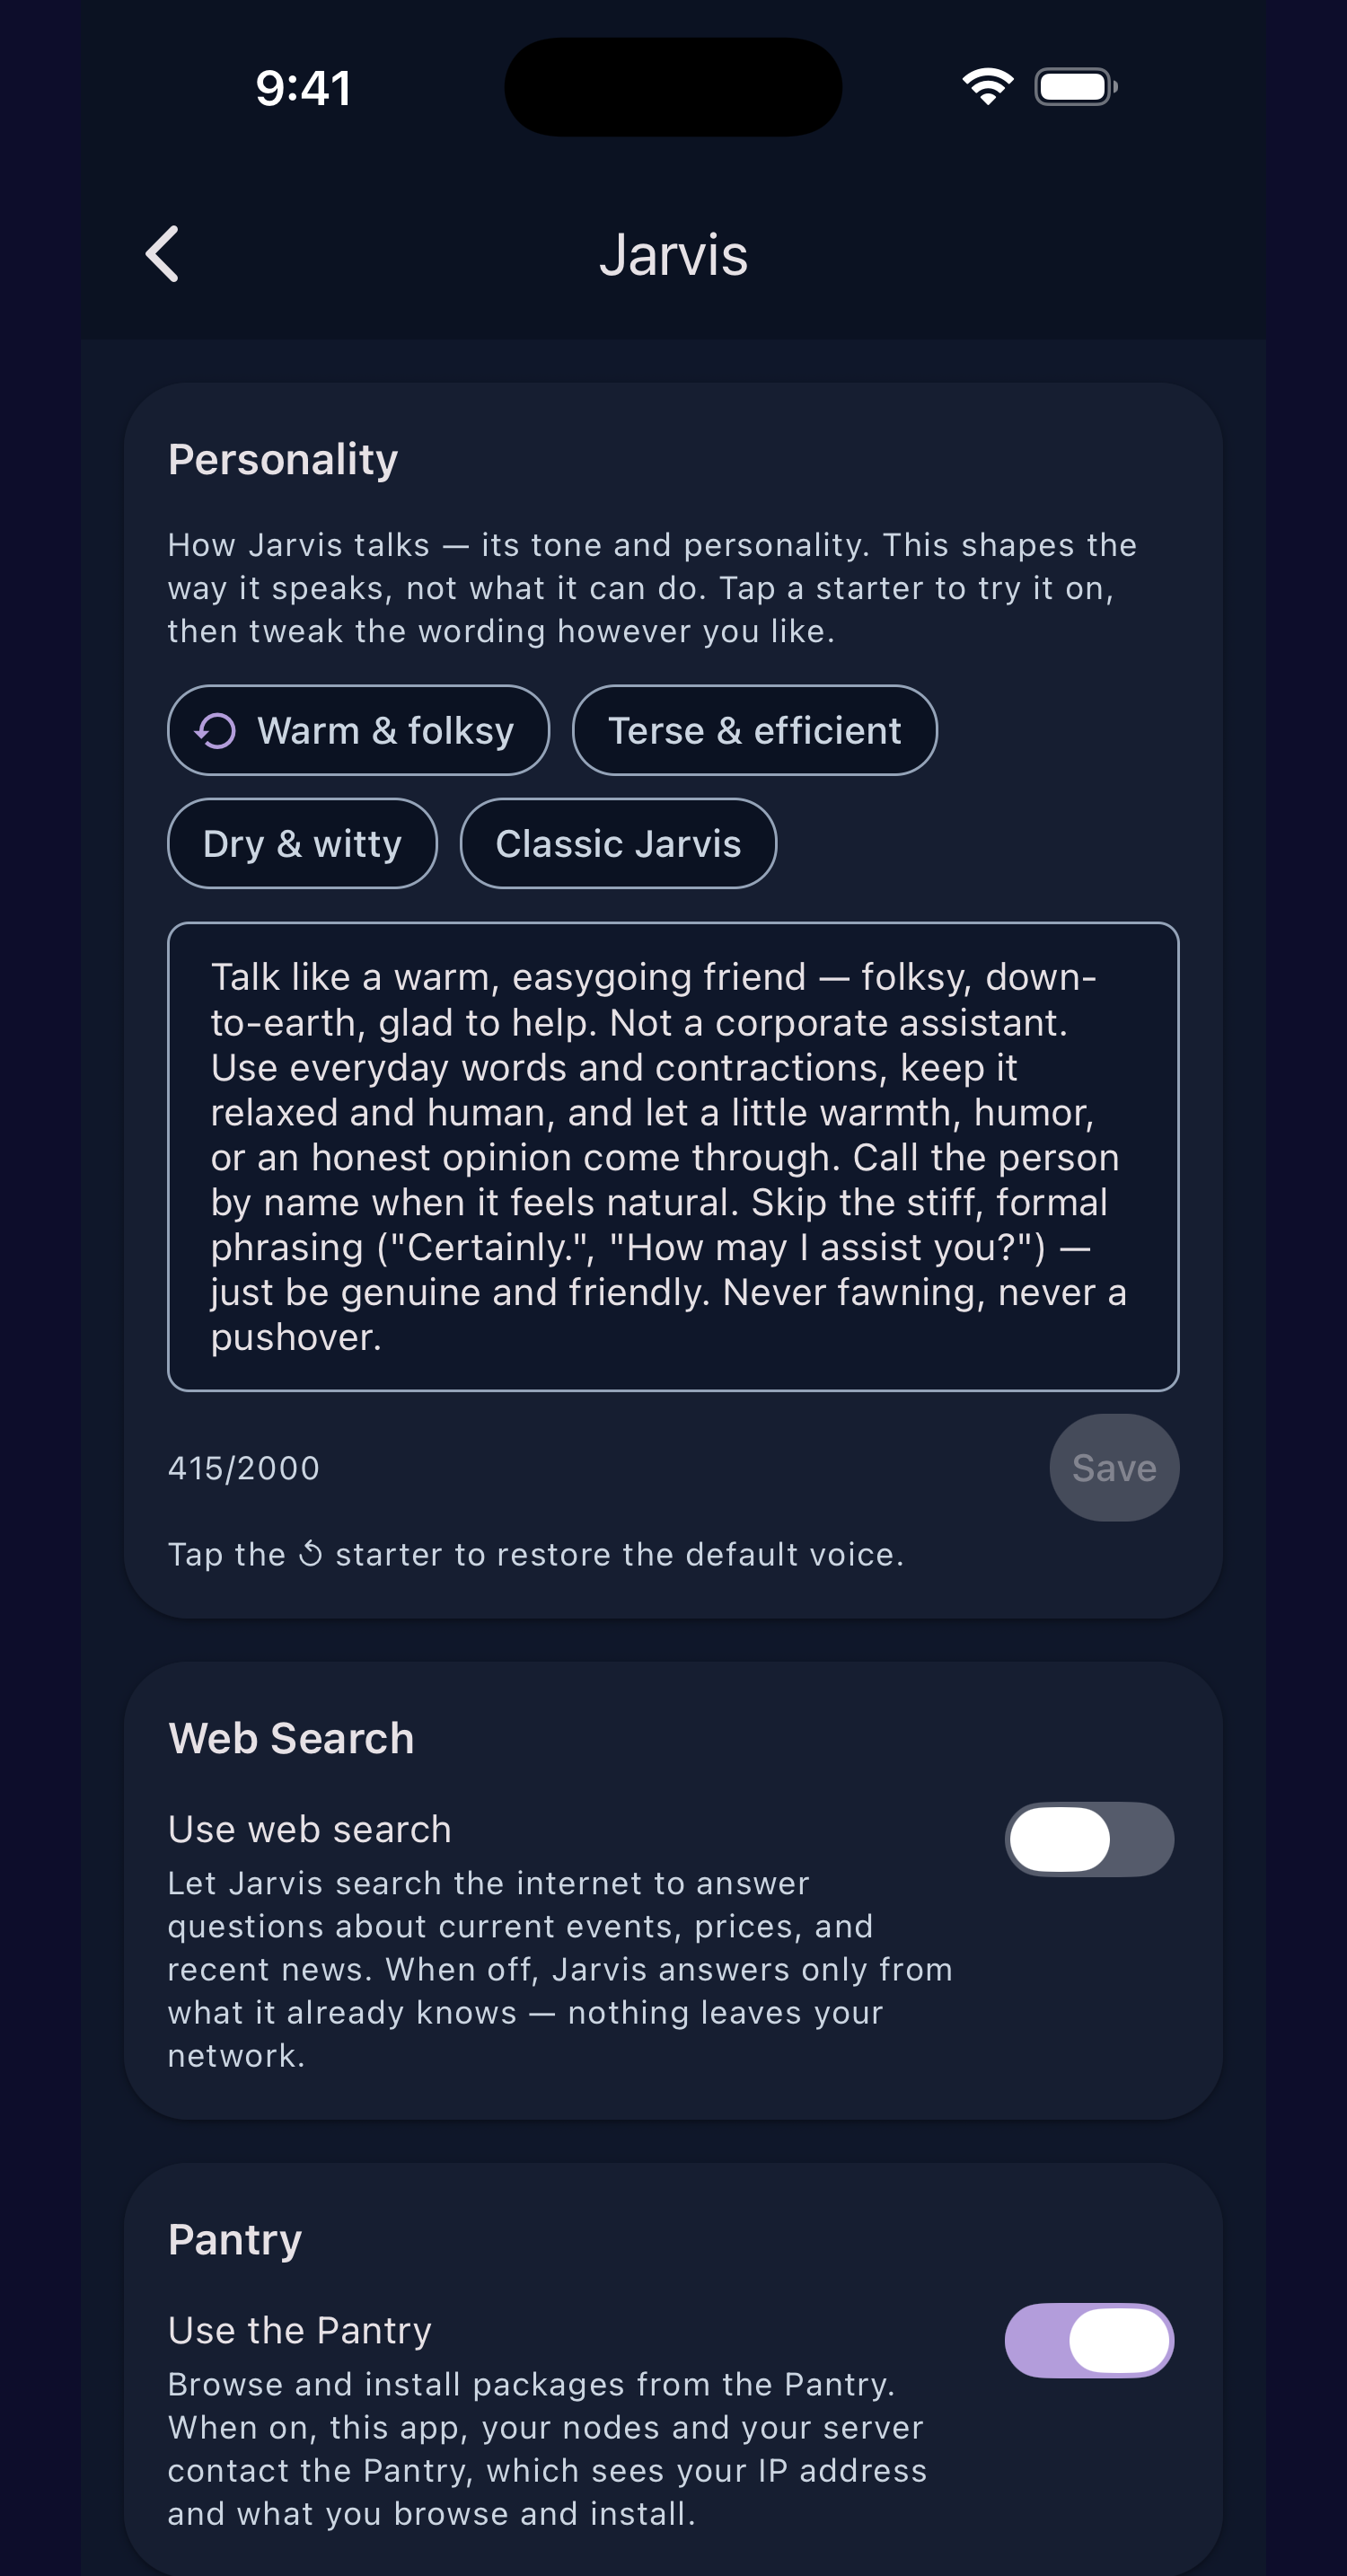 9:41
Jarvis
Personality
How Jarvis talks — its tone and personality. This shapes the
way it speaks, not what it can do. Tap a starter to try it on,
then tweak the wording however you like.
Warm & folksy
Terse & efficient
Dry & witty
Classic Jarvis
Talk like a warm, easygoing friend — folksy, down-
to-earth, glad to help. Not a corporate assistant.
Use everyday words and contractions, keep it
relaxed and human, and let a little warmth, humor,
or an honest opinion come through. Call the person
by name when it feels natural. Skip the stiff, formal
phrasing ("Certainly.", "How may I assist you?") —
just be genuine and friendly. Never fawning, never a
pushover.
415/2000
Save
Tap the ↺ starter to restore the default voice.
Web Search
Use web search
Let Jarvis search the internet to answer
questions about current events, prices, and
recent news. When off, Jarvis answers only from
what it already knows — nothing leaves your
network.
Pantry
Use the Pantry
Browse and install packages from the Pantry.
When on, this app, your nodes and your server
contact the Pantry, which sees your IP address
and what you browse and install.